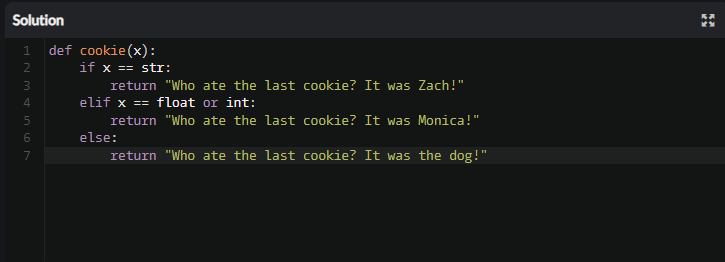 Solution
1 def cookie(x):
2     if x == str:
3         return "Who ate the last cookie? It was Zach!"
4     elif x == float or int:
5         return "Who ate the last cookie? It was Monica!"
6     else:
7         return "Who ate the last cookie? It was the dog!"